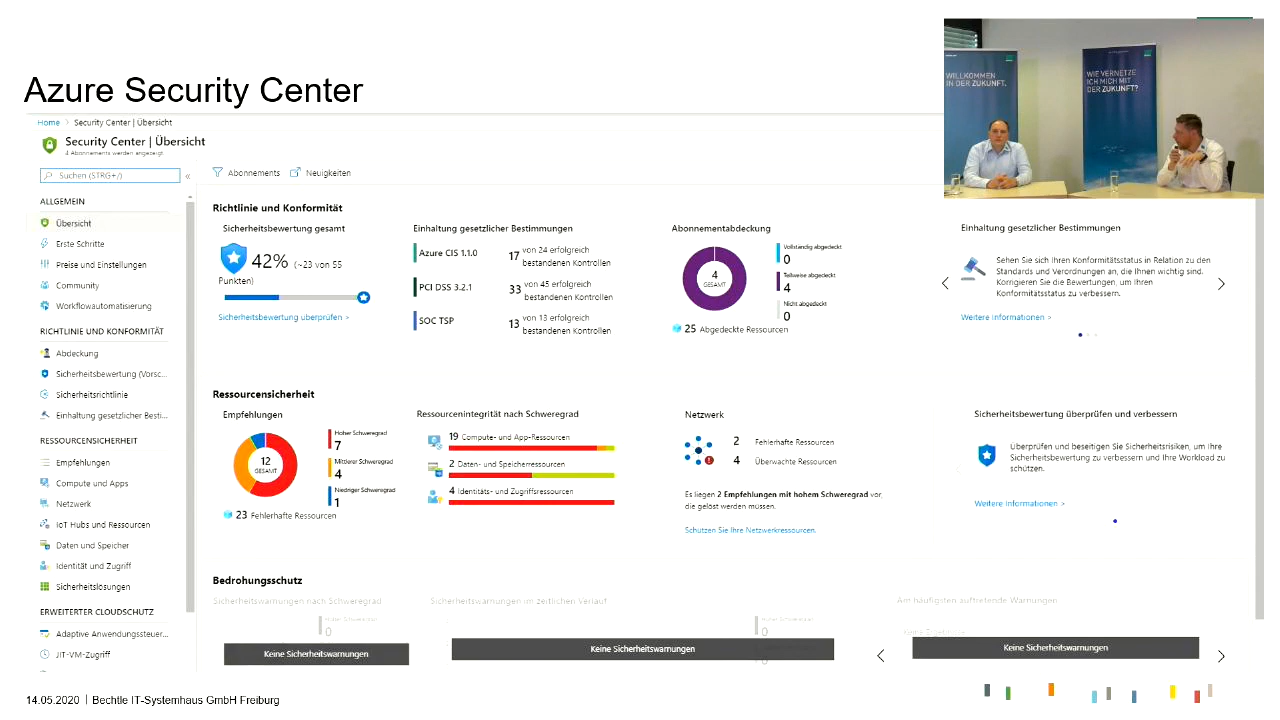 Azure Security Center
WILLKOMMEN
IN DER ZUKUNFT.
WIE VERNETZE
ICH MICH MIT
DER ZUKUNFT?
Home > Security Center | Übersicht
Security Center | Übersicht
4 Abonnements werden angezeigt
Suchen (STRG+/)
«
Abonnements
Neuigkeiten
ALLGEMEIN
Übersicht
Erste Schritte
Preise und Einstellungen
Community
Workflowautomatisierung
RICHTLINIE UND KONFORMITÄT
Abdeckung
Sicherheitsbewertung (Vorsc...
Sicherheitsrichtlinie
Einhaltung gesetzlicher Besti...
RESSOURCENSICHERHEIT
Empfehlungen
Compute und Apps
Netzwerk
IoT Hubs und Ressourcen
Daten und Speicher
Identität und Zugriff
Sicherheitslösungen
ERWEITERTER CLOUDSCHUTZ
Adaptive Anwendungssteuer...
JIT-VM-Zugriff
Richtlinie und Konformität
Sicherheitsbewertung gesamt
42% (~23 von 55
Punkten)
Sicherheitsbewertung überprüfen >
Einhaltung gesetzlicher Bestimmungen
Azure CIS 1.1.0
17 von 24 erfolgreich
bestandenen Kontrollen
PCI DSS 3.2.1
33 von 45 erfolgreich
bestandenen Kontrollen
SOC TSP
13 von 13 erfolgreich
bestandenen Kontrollen
Abonnementabdeckung
4
GESAMT
Vollständig abgedeckt
0
Teilweise abgedeckt
4
Nicht abgedeckt
0
25 Abgedeckte Ressourcen
Einhaltung gesetzlicher Bestimmungen
Sehen Sie sich Ihren Konformitätsstatus in Relation zu den
Standards und Verordnungen an, die Ihnen wichtig sind.
Korrigieren Sie die Bewertungen, um Ihren
Konformitätsstatus zu verbessern.
Weitere Informationen >
Ressourcensicherheit
Empfehlungen
12
GESAMT
Hoher Schweregrad
7
Mittlerer Schweregrad
4
Niedriger Schweregrad
1
23 Fehlerhafte Ressourcen
Ressourcenintegrität nach Schweregrad
19 Compute- und App-Ressourcen
2 Daten- und Speicherressourcen
4 Identitäts- und Zugriffsressourcen
Netzwerk
2 Fehlerhafte Ressourcen
4 Überwachte Ressourcen
Es liegen 2 Empfehlungen mit hohem Schweregrad vor,
die gelöst werden müssen.
Schützen Sie Ihre Netzwerkressourcen.
Sicherheitsbewertung überprüfen und verbessern
Überprüfen und beseitigen Sie Sicherheitsrisiken, um Ihre
Sicherheitsbewertung zu verbessern und Ihre Workload zu
schützen.
Weitere Informationen >
Bedrohungsschutz
Sicherheitswarnungen nach Schweregrad
Hoher Schweregrad
0
Keine Sicherheitswarnungen
Sicherheitswarnungen im zeitlichen Verlauf
Hoher Schweregrad
0
0
Keine Sicherheitswarnungen
Am häufigsten auftretende Warnungen
Keine Sicherheitswarnungen
14.05.2020 | Bechtle IT-Systemhaus GmbH Freiburg